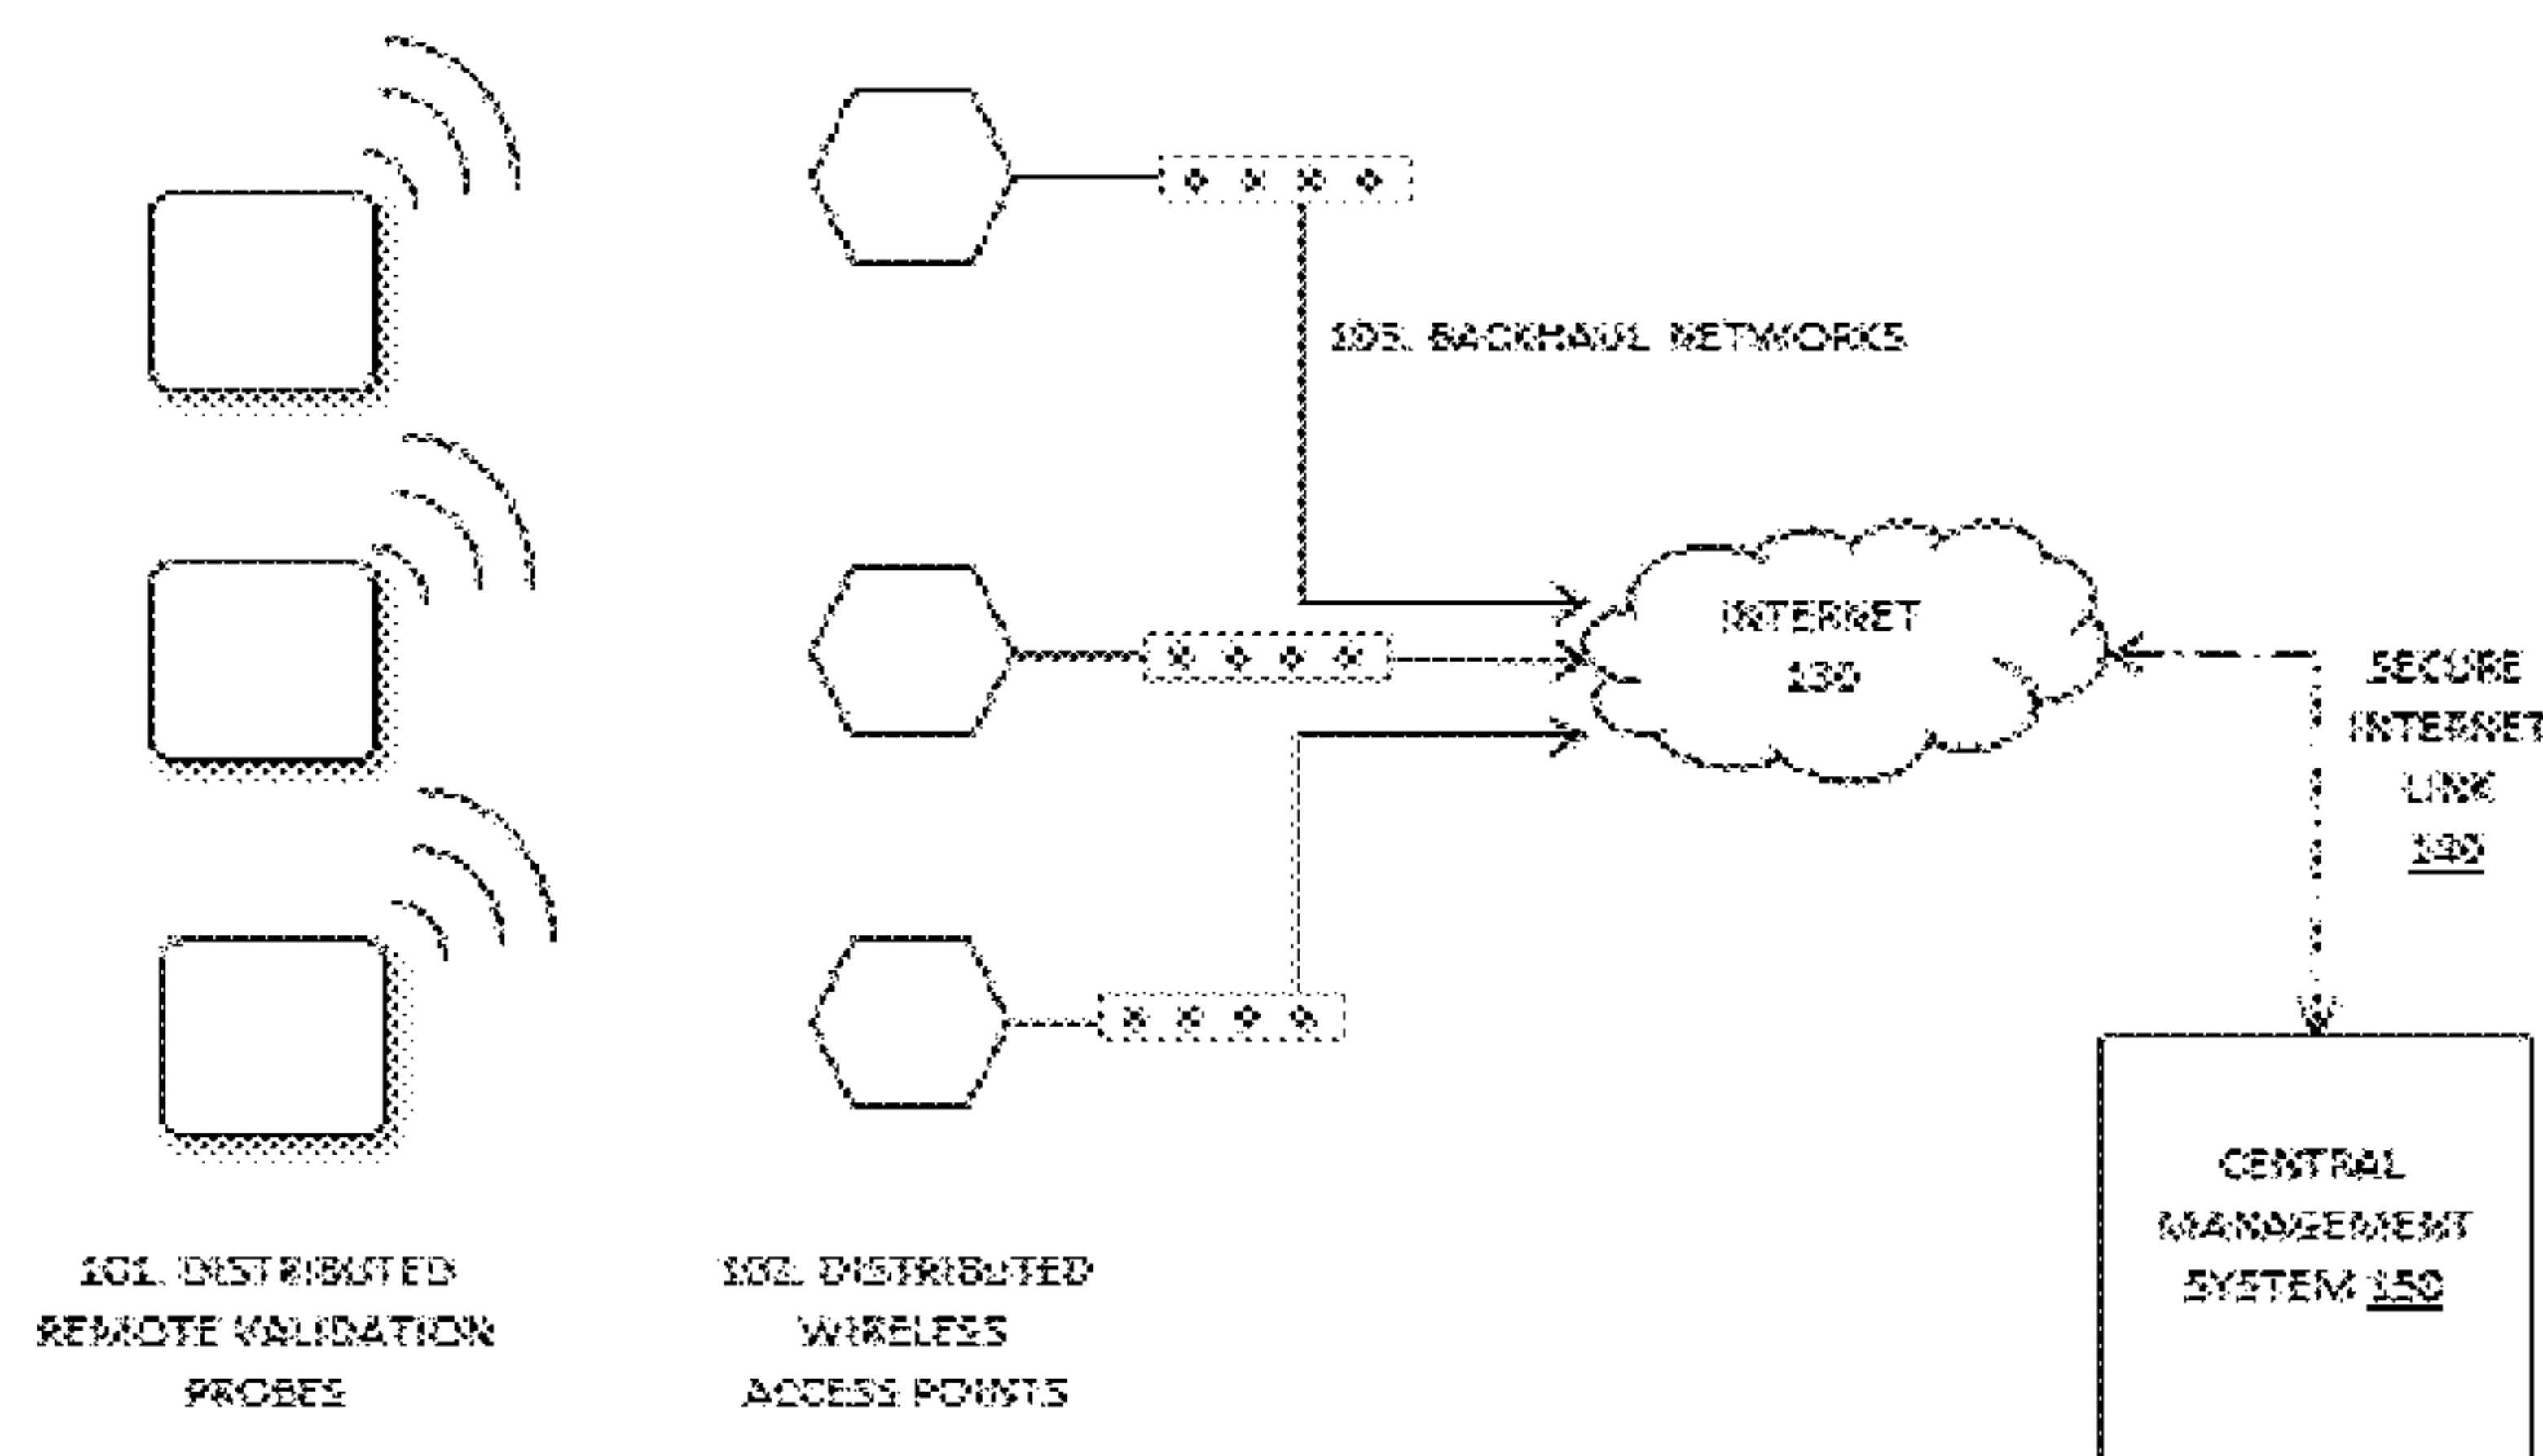 103. BACKHAUL NETWORKS
INTERNET
130
SECURE
INTERNET
LINK
140
CENTRAL
MANAGEMENT
SYSTEM 150
101. DISTRIBUTED
REMOTE VALIDATION
PROBES
102. DISTRIBUTED
WIRELESS
ACCESS POINTS